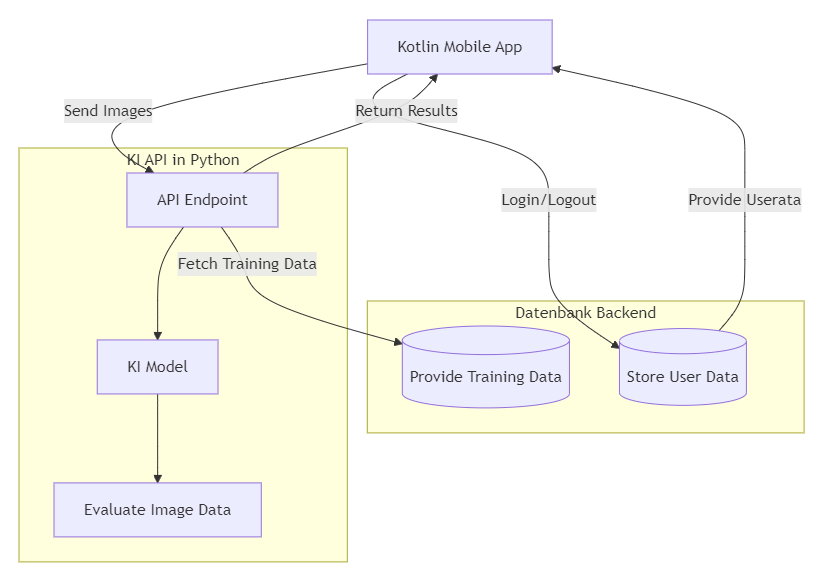 Kotlin Mobile App
Send Images
Return Results
KI API in Python
API Endpoint
Login/Logout
Provide Userata
Fetch Training Data
Datenbank Backend
KI Model
Provide Training Data
Store User Data
Evaluate Image Data